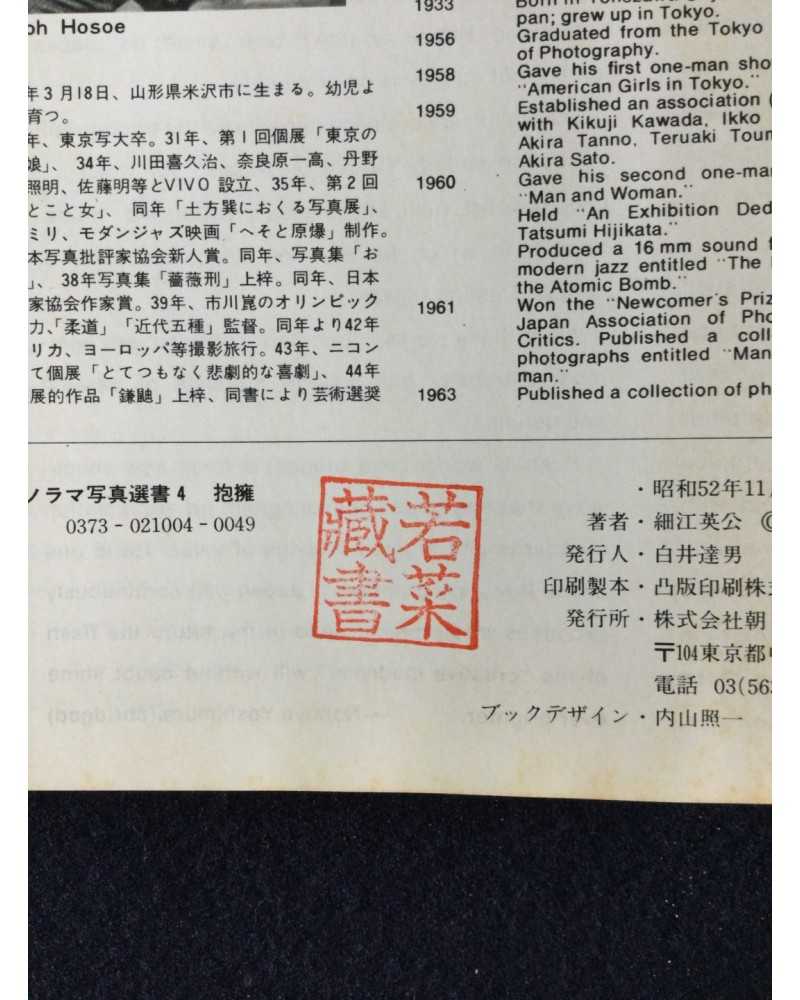 ph Hosoe
年3月18日、山形県米沢市に生まる。幼児よ
育つ。
年、東京写大卒。31年、第1回個展「東京の
娘」、 34年、川田喜久治、奈良原一高、丹野
照明、佐藤明等とVIVO 設立、35年、第2回
とこと女」、 同年「土方巽におくる写真展」、
ミリ、モダンジャズ映画「へそと原爆」制作。
本写真批評家協会新人賞。同年、写真集「お
」、 38年写真集「薔薇刑」上梓。同年、日本
家協会作家賞。39年、市川崑のオリンピック
力、「柔道」「近代五種」監督。同年より42年
リカ、ヨーロッパ等撮影旅行。43年、ニコン
て個展「とてつもなく悲劇的な喜劇」、 44年
展的作品「鎌鼬」上梓、同書により芸術選奨
1933
pan; grew up in Tokyo.
1956 Graduated from the Tokyo
of Photography.
1958 Gave his first one-man sho
"American Girls in Tokyo."
1959 Established an association (
with Kikuji Kawada, Ikko
Akira Tanno, Teruaki Toum
Akira Sato.
1960 Gave his second one-man
"Man and Woman."
Held "An Exhibition Ded
Tatsumi Hijikata."
Produced a 16 mm sound f
modern jazz entitled "The
the Atomic Bomb."
1961 Won the "Newcomer's Priz
Japan Association of Pho
Critics. Published a coll
photographs entitled "Man
man."
1963 Published a collection of ph
ノラマ写真選書4 抱擁
0373-021004-0049
若菜
藏書
・昭和52年11
著者・細江英公 ©
発行人・白井達男
印刷製本・凸版印刷株式
発行所・株式会社朝
〒104東京都中
電話 03(563
ブックデザイン・内山照一